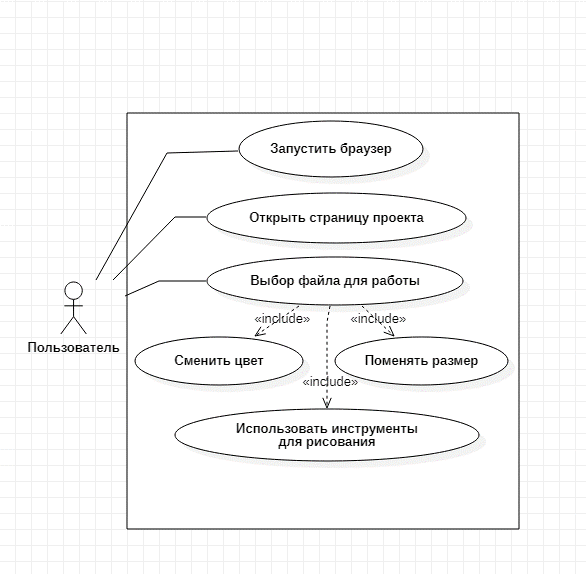 Запустить браузер
Открыть страницу проекта
Выбор файла для работы
«include»
«include»
Пользователь
Сменить цвет
Поменять размер
«include»
Использовать инструменты
для рисования